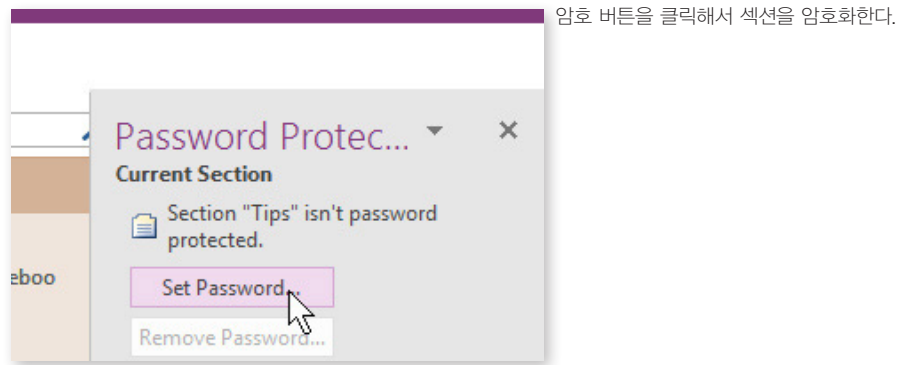 암호 버튼을 클릭해서 섹션을 암호화한다.
Password Protec...
Current Section
Section "Tips" isn't password
protected.
eboo
Set Password...
Remove Password...